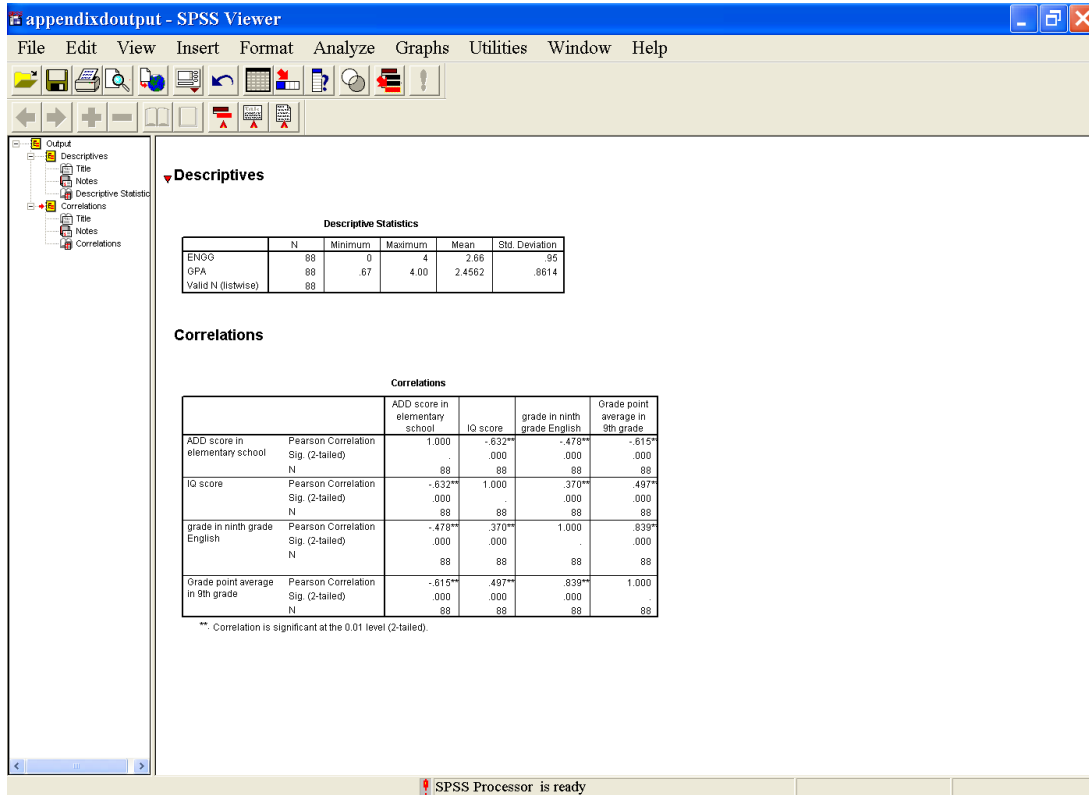 appendixdoutput - SPSS Viewer
File Edit View Insert Format Analyze Graphs Utilities Window Help
Output
Descriptives
Title
Notes
Descriptive Statistic
Correlations
Title
Notes
Correlations
Descriptives
Descriptive Statistics
N Minimum Maximum Mean Std. Deviation
ENGG 88 0 4 2.66 .95
GPA 88 .67 4.00 2.4562 .8614
Valid N (listwise) 88
Correlations
Correlations
ADD score in elementary school IQ score grade in ninth grade English Grade point average in 9th grade
ADD score in elementary school Pearson Correlation 1.000 -.632** -.478** -.615**
Sig. (2-tailed) . .000 .000 .000
N 88 88 88 88
IQ score Pearson Correlation -.632** 1.000 .370** .497**
Sig. (2-tailed) .000 . .000 .000
N 88 88 88 88
grade in ninth grade English Pearson Correlation -.478** .370** 1.000 .839**
Sig. (2-tailed) .000 .000 . .000
N 88 88 88 88
Grade point average in 9th grade Pearson Correlation -.615** .497** .839** 1.000
Sig. (2-tailed) .000 .000 .000 .
N 88 88 88 88
**. Correlation is significant at the 0.01 level (2-tailed).
SPSS Processor is ready